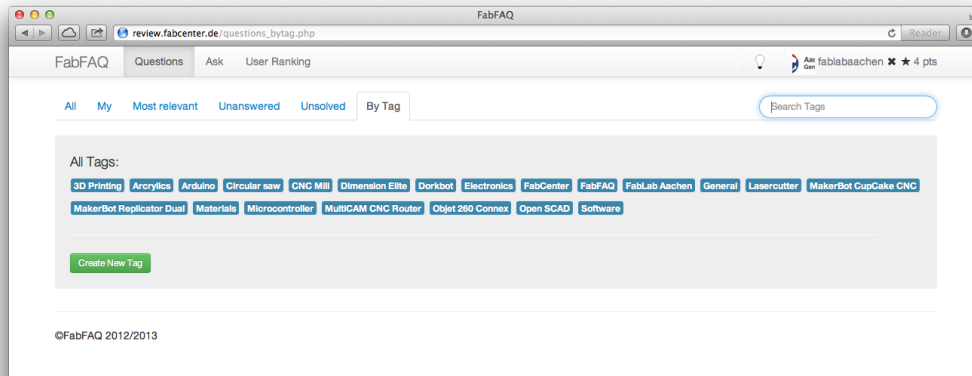 FabFAQ
review.fabcenter.de/questions_bytag.php
Reader
FabFAQ Questions Ask User Ranking fablabaachen ✖ ★ 4 pts
All My Most relevant Unanswered Unsolved By Tag Search Tags
All Tags:
3D Printing Arcrylics Arduino Circular saw CNC Mill Dimension Elite Dorkbot Electronics FabCenter FabFAQ FabLab Aachen General Lasercutter MakerBot CupCake CNC
MakerBot Replicator Dual Materials Microcontroller MultiCAM CNC Router Objet 260 Connex Open SCAD Software
Create New Tag
©FabFAQ 2012/2013